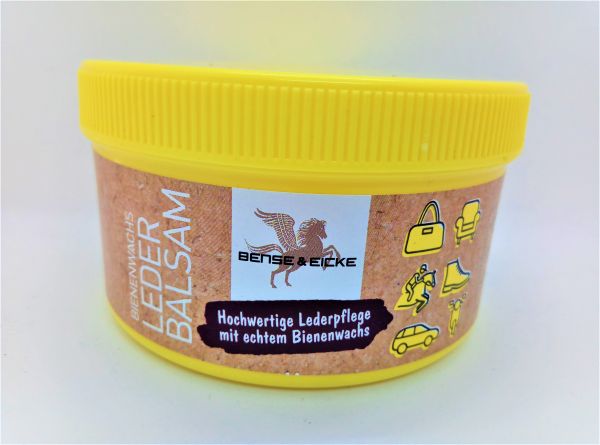 BIENENWACHS
LEDER
BALSAM
BENSE & EICKE
Hochwertige Lederpflege
mit echtem Bienenwachs